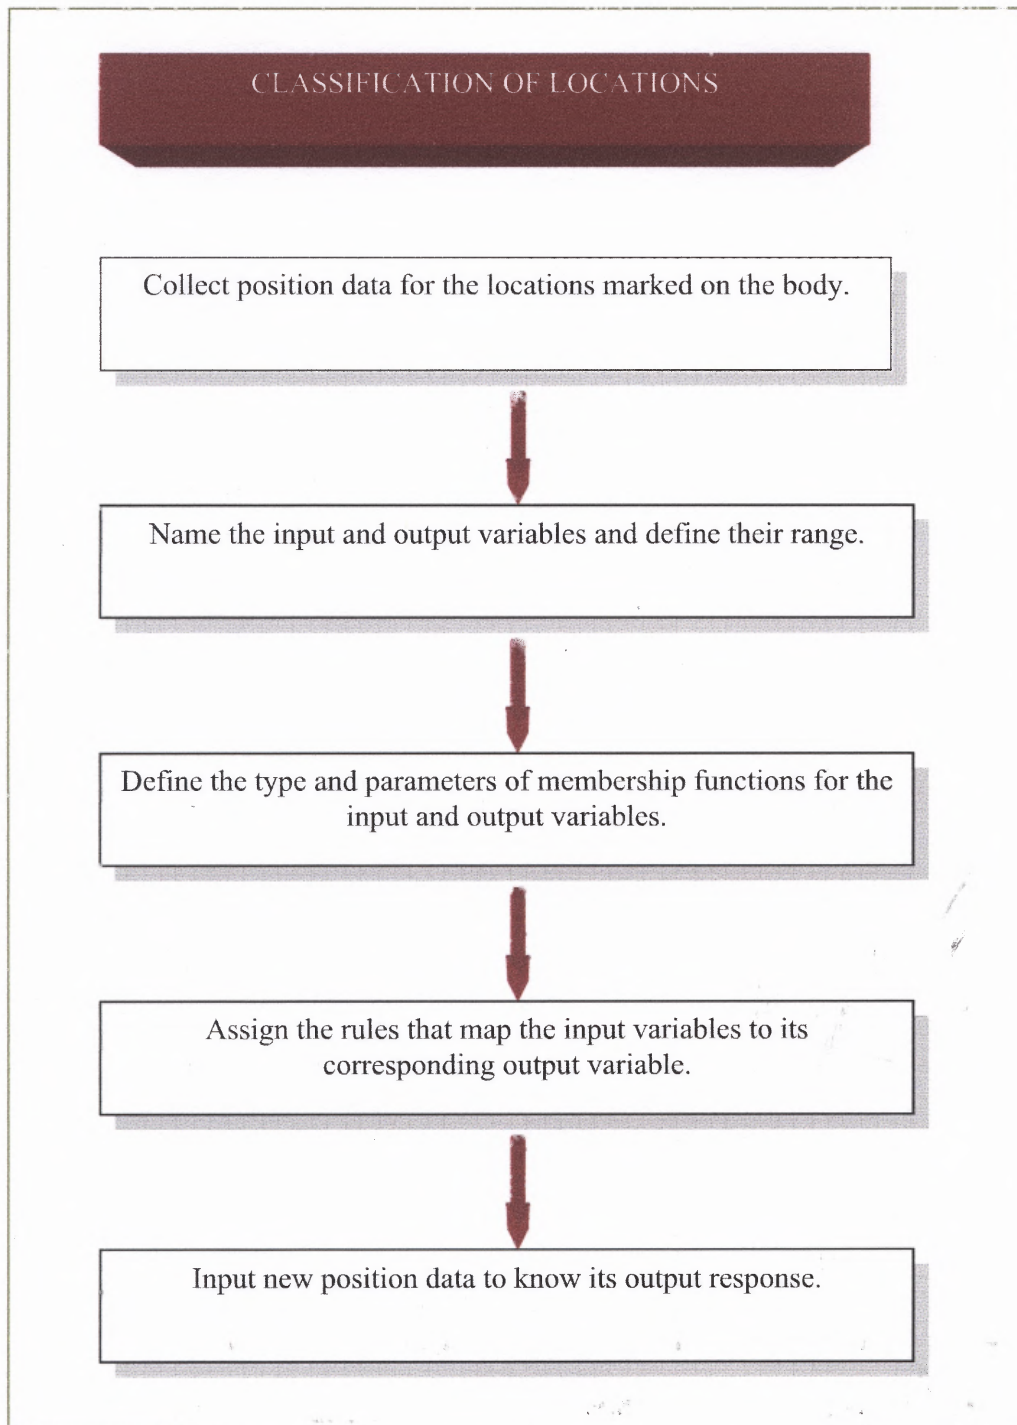 CLASSIFICATION OF LOCATIONS
Collect position data for the locations marked on the body.
Name the input and output variables and define their range.
Define the type and parameters of membership functions for the
input and output variables.
Assign the rules that map the input variables to its
corresponding output variable.
Input new position data to know its output response.